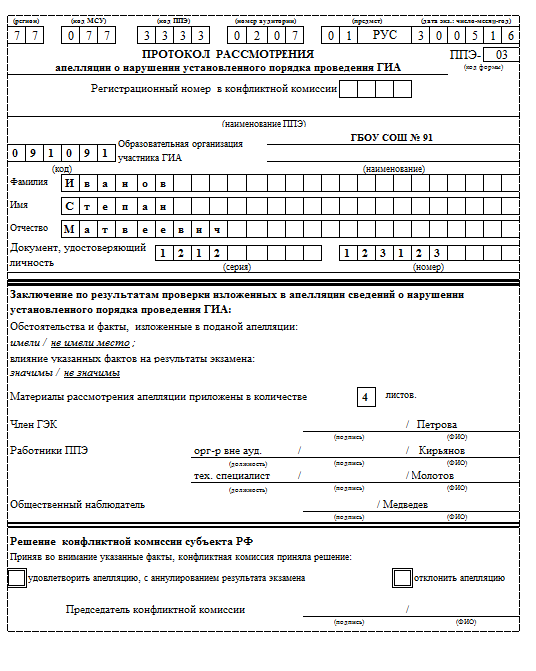 (регион) (код МСУ) (код ППЭ) (номер аудитории) (предмет) (дата экз.: число-месяц-год)
7 7 0 7 7 3 3 3 3 0 2 0 7 0 1 РУС 3 0 0 5 1 6
ПРОТОКОЛ РАССМОТРЕНИЯ ППЭ- 03
апелляции о нарушении установленного порядка проведения ГИА (код формы)
Регистрационный номер в конфликтной комиссии
(наименование ППЭ)
ГБОУ СОШ № 91
0 9 1 0 9 1 Образовательная организация участника ГИА
(код) (наименование)
Фамилия И в а н о в
Имя С т е п а н
Отчество М а т в е е в и ч
Документ, удостоверяющий 1 2 1 2 1 2 3 1 2 3
личность (серия) (номер)
Заключение по результатам проверки изложенных в апелляции сведений о нарушении
установленного порядка проведения ГИА:
Обстоятельства и факты, изложенные в поданой апелляции:
имели / не имели место ;
влияние указанных фактов на результаты экзамена:
значимы / не значимы
Материалы рассмотрения апелляции приложены в количестве 4 листов.
Член ГЭК / Петрова
(подпись) (ФИО)
Работники ППЭ орг-р вне ауд. / / Кирьянов
(должность) (подпись) (ФИО)
тех. специалист / / Молотов
(должность) (подпись) (ФИО)
Общественный наблюдатель / Медведев
(подпись) (ФИО)
Решение конфликтной комиссии субъекта РФ
Приняв во внимание указанные факты, конфликтная комиссия приняла решение:
удовлетворить апелляцию, с аннулированием результата экзамена отклонить апелляцию
Председатель конфликтной комиссии /
(подпись) (ФИО)